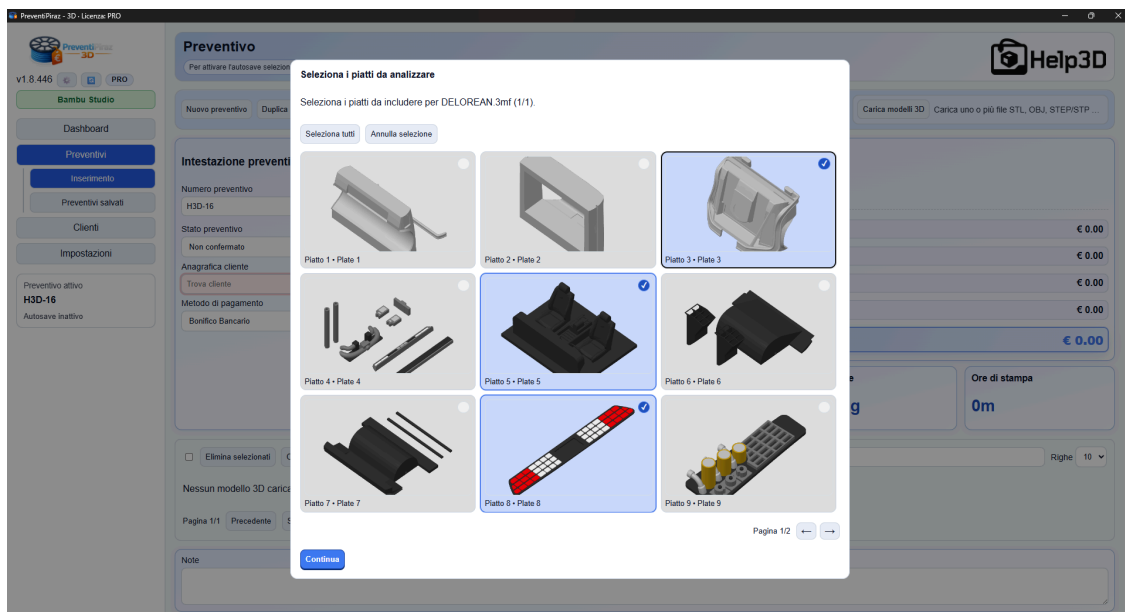 PreventiPiraz - 3D - Licenza: PRO
PreventiPiraz
3D
v1.8.446
PRO
Bambu Studio
Dashboard
Preventivi
Inserimento
Preventivi salvati
Clienti
Impostazioni
Preventivo attivo
H3D-16
Autosave inattivo
Preventivo
Per attivare l'autosave selezion
Help3D
Nuovo preventivo
Duplica
Carica modelli 3D
Carica uno o più file STL, OBJ, STEP/STP ...
Intestazione preventi
Numero preventivo
H3D-16
Stato preventivo
Non confermato
Anagrafica cliente
Trova cliente
Metodo di pagamento
Bonifico Bancario
€ 0.00
€ 0.00
€ 0.00
€ 0.00
€ 0.00
e
g
Ore di stampa
0m
Elimina selezionati
Righe 10
Nessun modello 3D carica
Pagina 1/1
Precedente
S
Note
Seleziona i piatti da analizzare
Seleziona i piatti da includere per DELOREAN.3mf (1/1).
Seleziona tutti
Annulla selezione
Piatto 1 • Plate 1
Piatto 2 • Plate 2
Piatto 3 • Plate 3
Piatto 4 • Plate 4
Piatto 5 • Plate 5
Piatto 6 • Plate 6
Piatto 7 • Plate 7
Piatto 8 • Plate 8
Piatto 9 • Plate 9
Pagina 1/2
← →
Continua